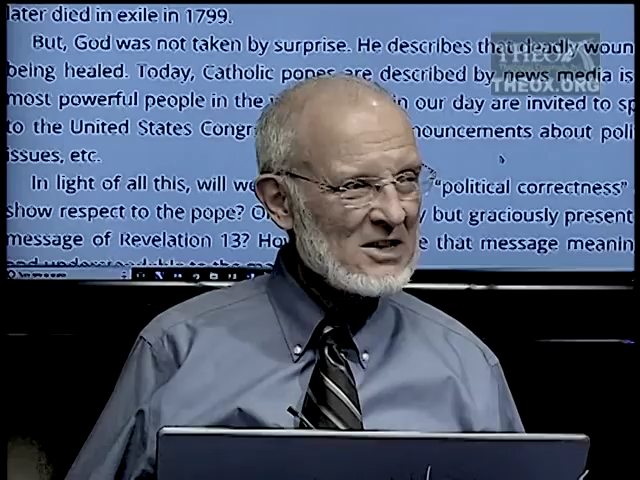 later died in exile in 1799.
But, God was not taken by surprise. He describes that deadly woun
being healed. Today, Catholic popes are described by news media is
most powerful people in the in our day are invited to sp
to the United States Congr nouncements about poli
issues, etc.
In light of all this, will we "political correctness"
show respect to the pope? O y but graciously present
message of Revelation 13? Ho e that message meanin
THEOX
THEOX.ORG